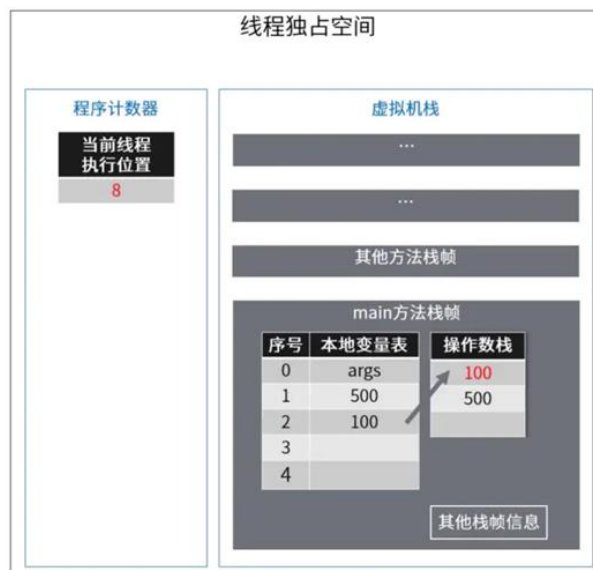 线程独占空间
程序计数器
当前线程
执行位置
8
虚拟机栈
...
...
其他方法栈帧
main方法栈帧
序号 本地变量表
0 args
1 500
2 100
3
4
操作数栈
100
500
其他栈帧信息